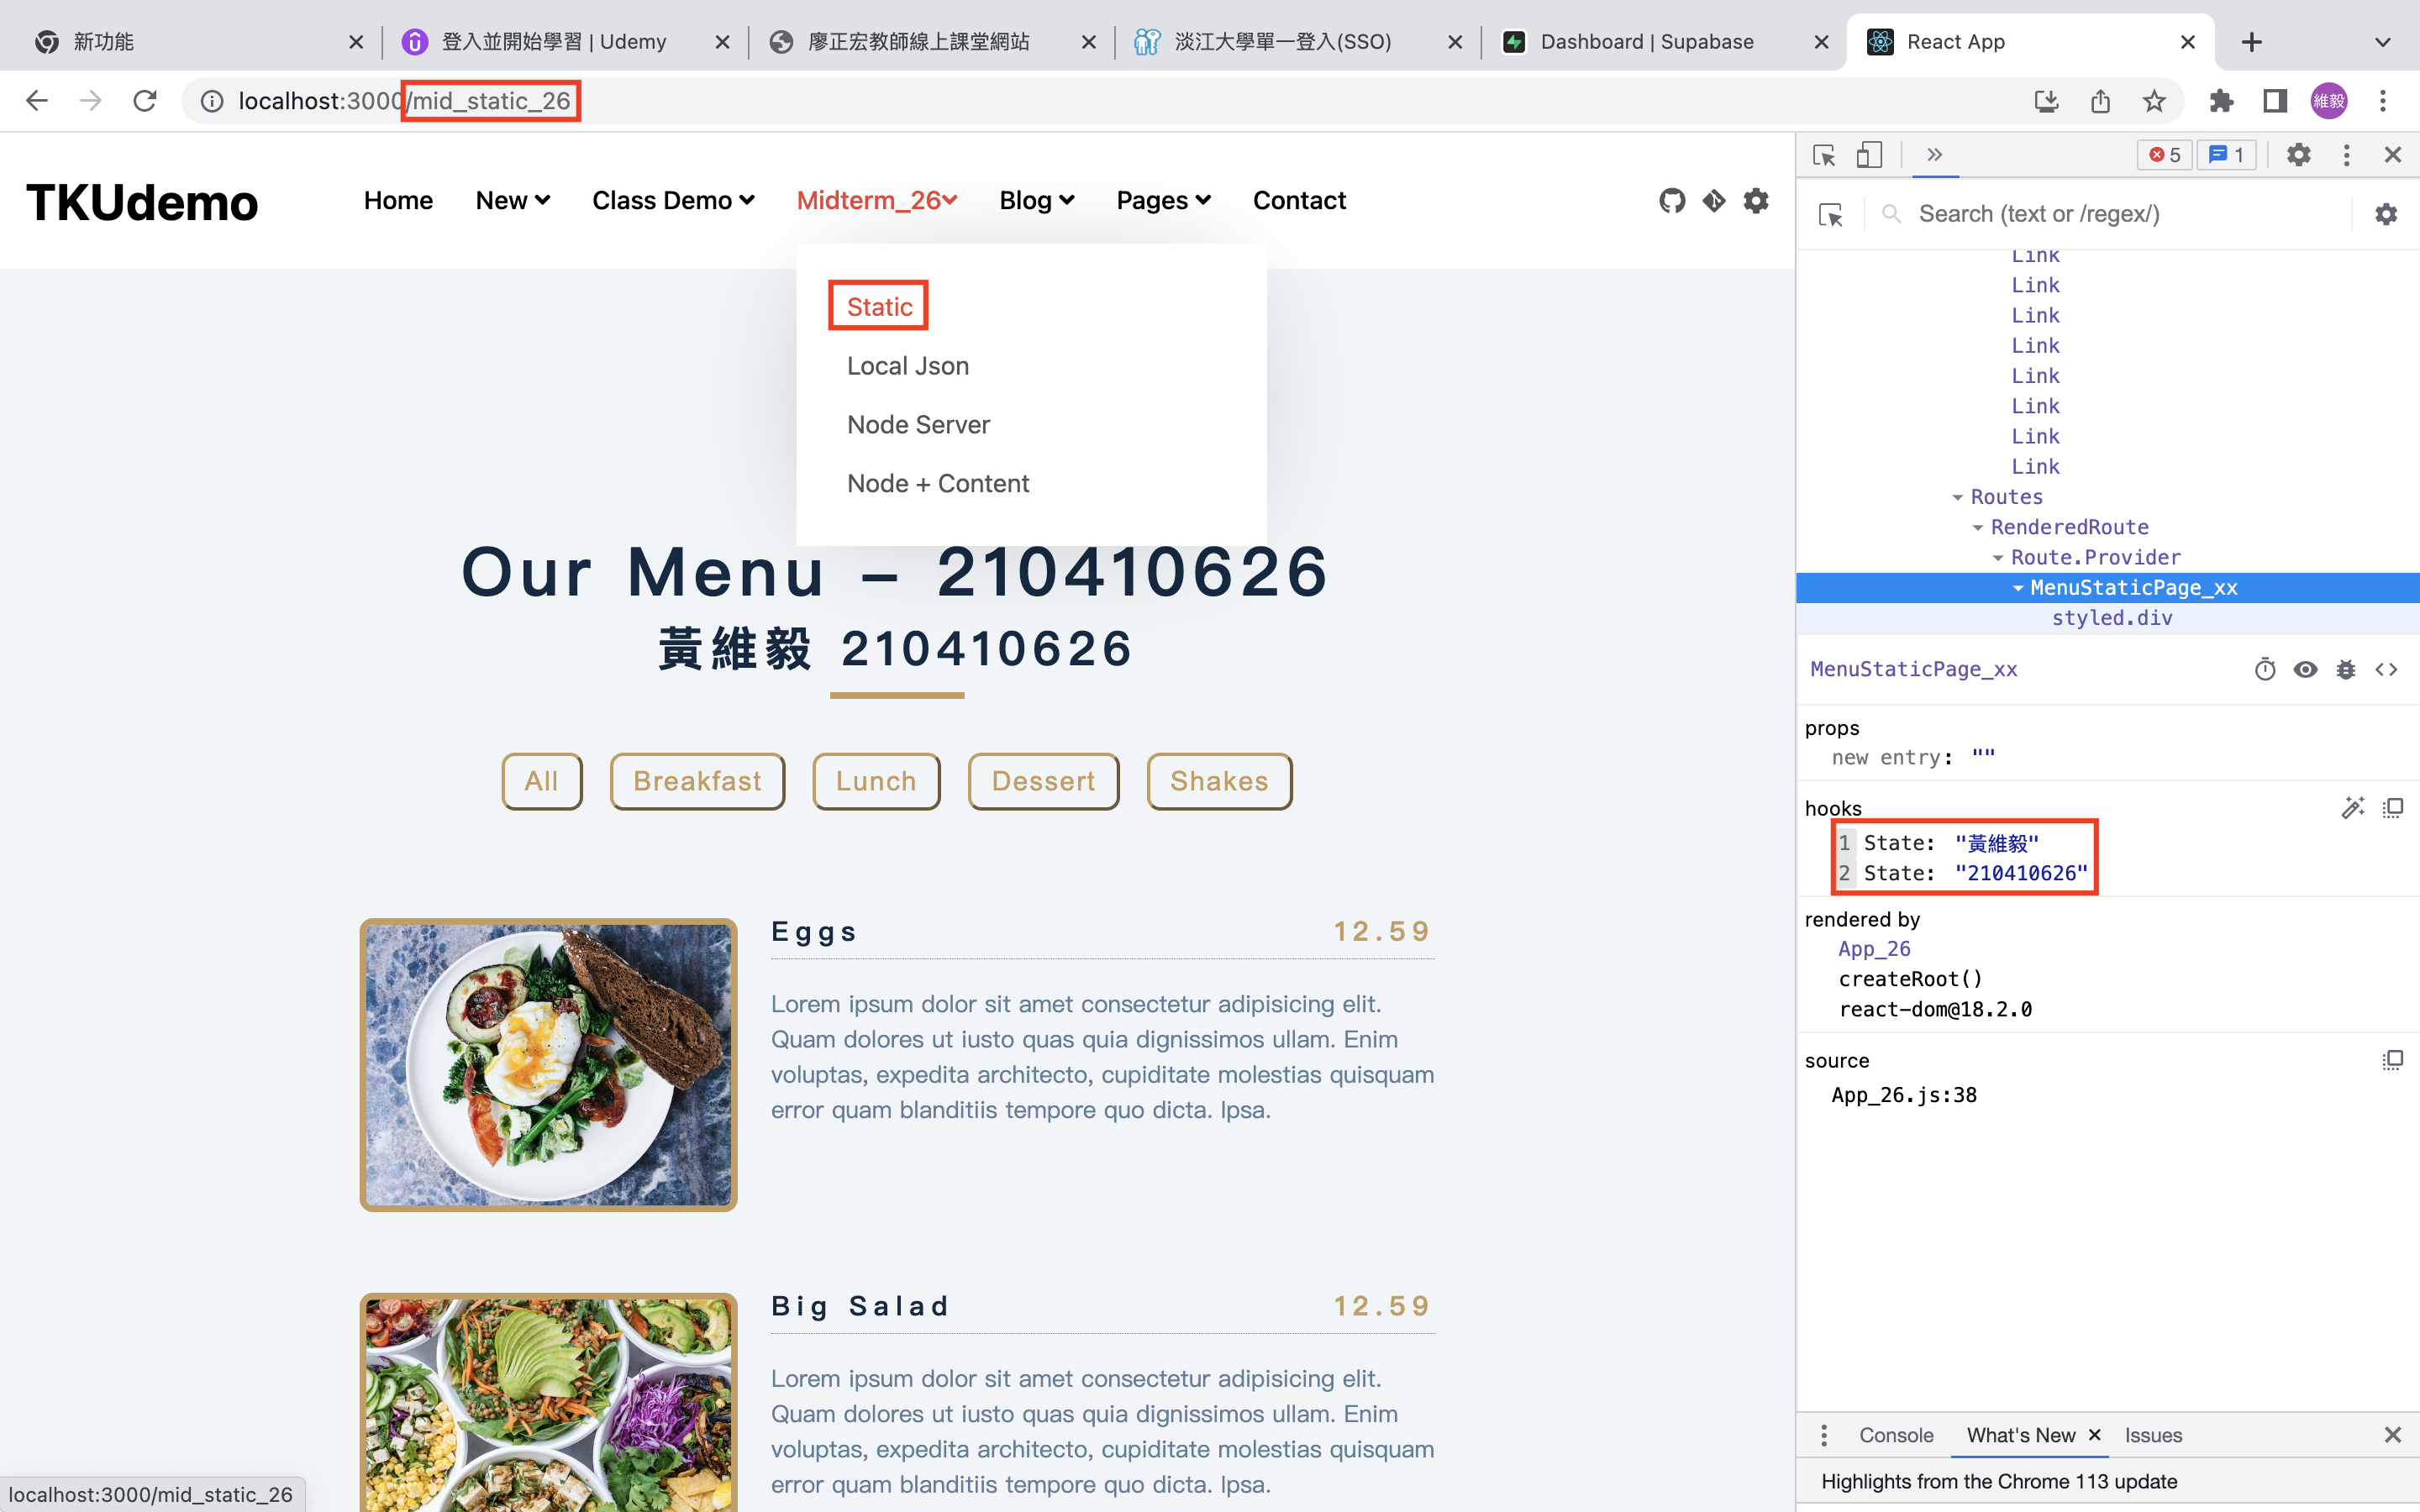 新功能
登入並開始學習 | Udemy
廖正宏教師線上課堂網站
淡江大學單一登入(SSO)
Dashboard | Supabase
React App
localhost:3000/mid_static_26
維毅
TKUdemo
Home
New
Class Demo
Midterm_26
Blog
Pages
Contact
Static
Local Json
Node Server
Node + Content
Our Menu – 210410626
黃維毅 210410626
All
Breakfast
Lunch
Dessert
Shakes
Eggs
12.59
Lorem ipsum dolor sit amet consectetur adipisicing elit.
Quam dolores ut iusto quas quia dignissimos ullam. Enim
voluptas, expedita architecto, cupiditate molestias quisquam
error quam blanditiis tempore quo dicta. Ipsa.
Big Salad
12.59
Lorem ipsum dolor sit amet consectetur adipisicing elit.
Quam dolores ut iusto quas quia dignissimos ullam. Enim
voluptas, expedita architecto, cupiditate molestias quisquam
error quam blanditiis tempore quo dicta. Ipsa.
localhost:3000/mid_static_26
5
1
Search (text or /regex/)
Link
Link
Link
Link
Link
Link
Link
Link
Routes
RenderedRoute
Route.Provider
MenuStaticPage_xx
styled.div
MenuStaticPage_xx
props
new entry: ""
hooks
1 State: "黃維毅"
2 State: "210410626"
rendered by
App_26
createRoot()
react-dom@18.2.0
source
App_26.js:38
Console
What's New
Issues
Highlights from the Chrome 113 update